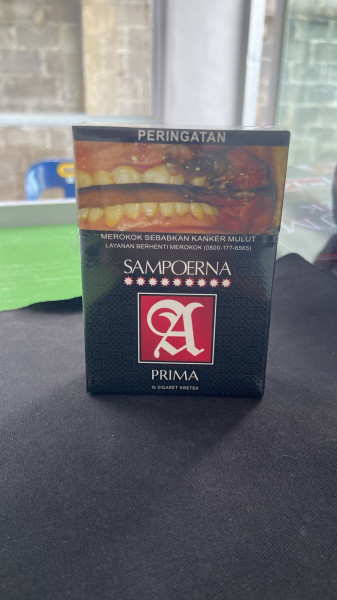 PERINGATAN
MEROKOK SEBABKAN KANKER MULUT
LAYANAN BERHENTI MEROKOK (0800-177-6565)
SAMPOERNA
A
PRIMA
12 SIGARET KRETEK